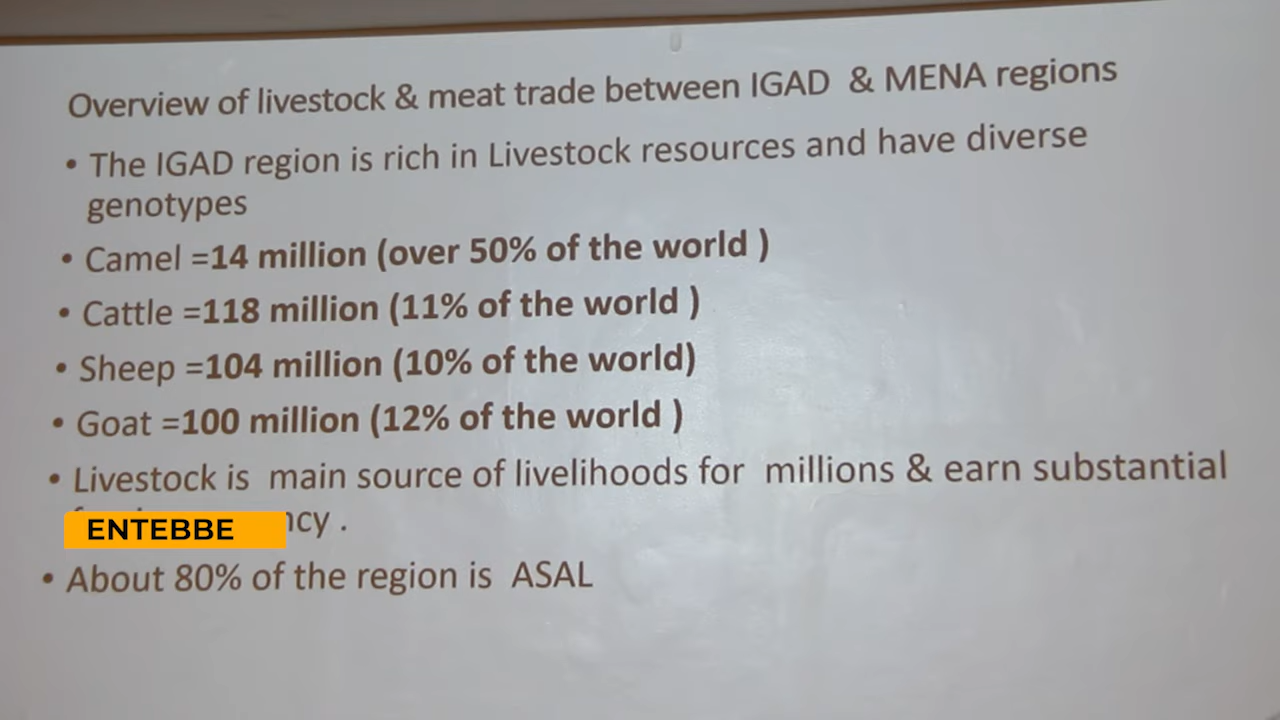 Overview of livestock & meat trade between IGAD & MENA regions
• The IGAD region is rich in Livestock resources and have diverse
genotypes
• Camel =14 million (over 50% of the world )
• Cattle =118 million (11% of the world )
• Sheep =104 million (10% of the world)
• Goat =100 million (12% of the world )
• Livestock is main source of livelihoods for millions & earn substantial
ENTEBBE
• About 80% of the region is ASAL